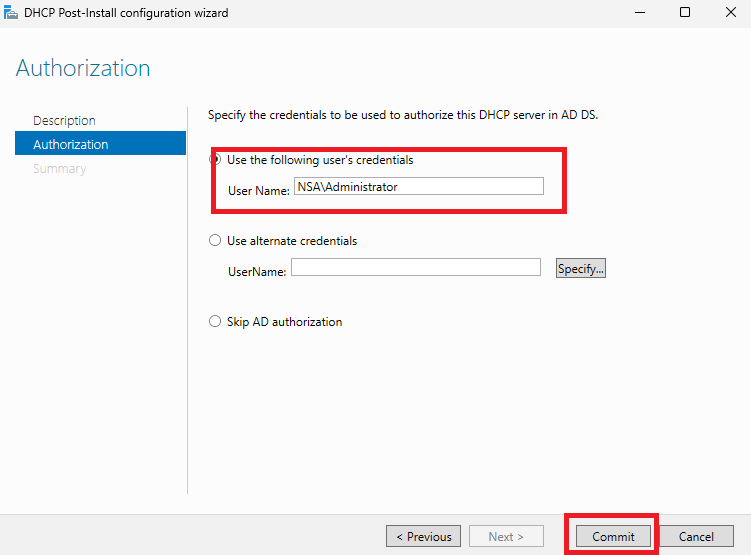 DHCP Post-Install configuration wizard
Authorization
Description
Authorization
Summary
Specify the credentials to be used to authorize this DHCP server in AD DS.
Use the following user's credentials
User Name: NSA\Administrator
Use alternate credentials
UserName:
Specify...
Skip AD authorization
< Previous
Next >
Commit
Cancel